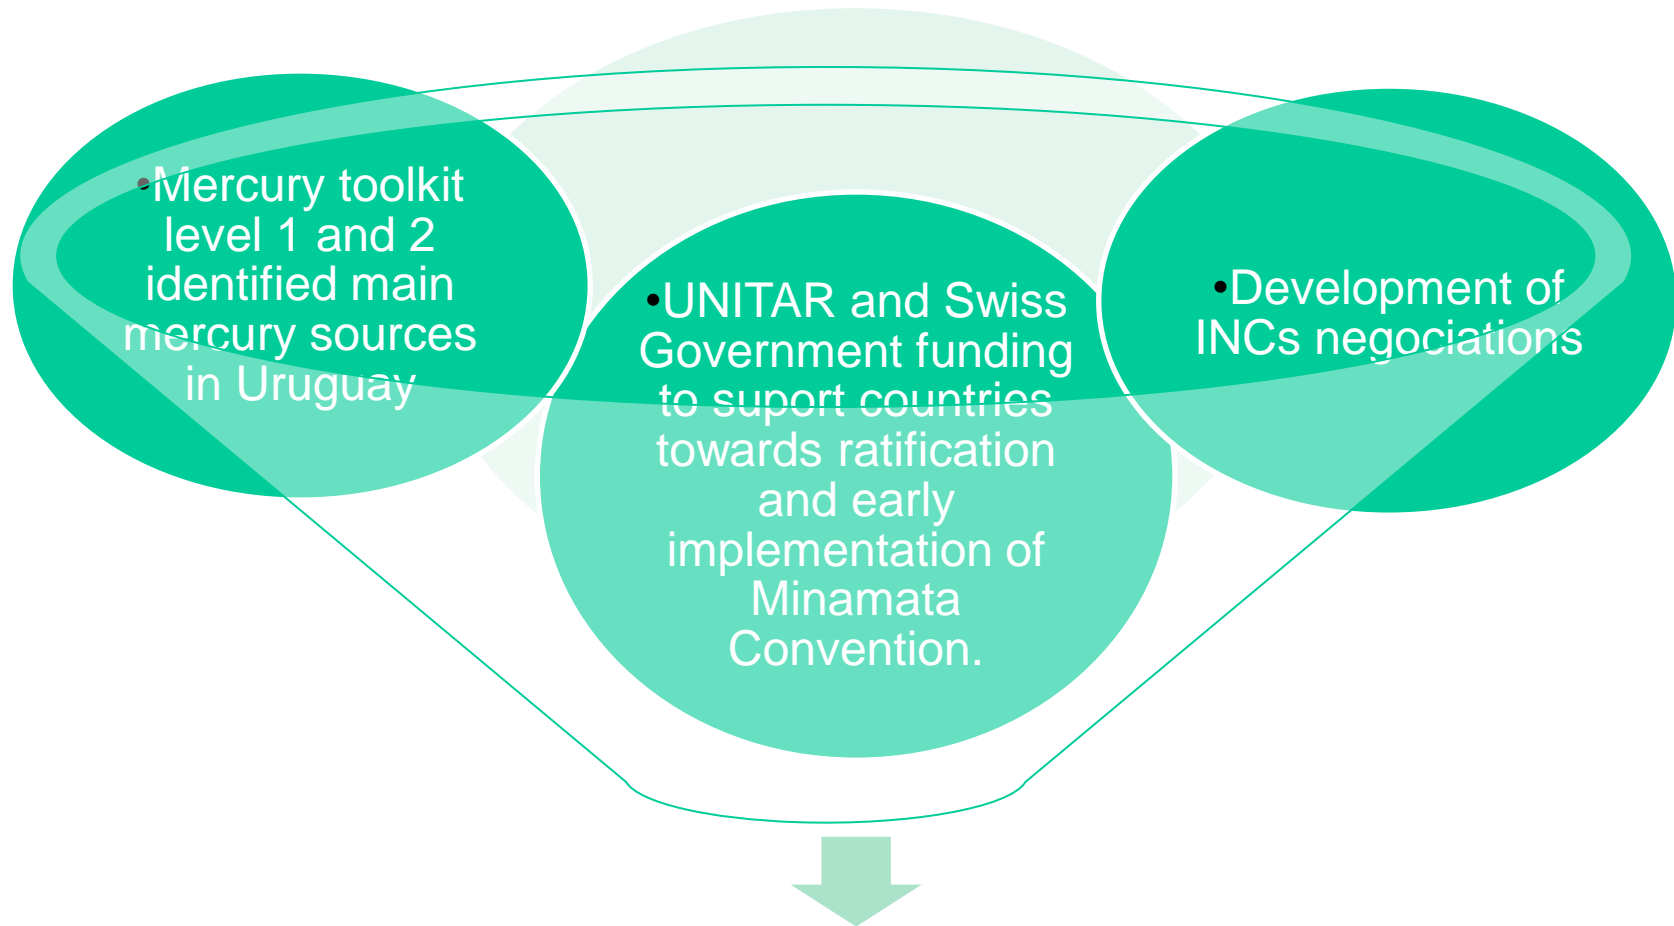 •Mercury toolkit
level 1 and 2
identified main
mercury sources
in Uruguay
•UNITAR and Swiss
Government funding
to suport countries
towards ratification
and early
implementation of
Minamata
Convention.
•Development of
INCs negociations